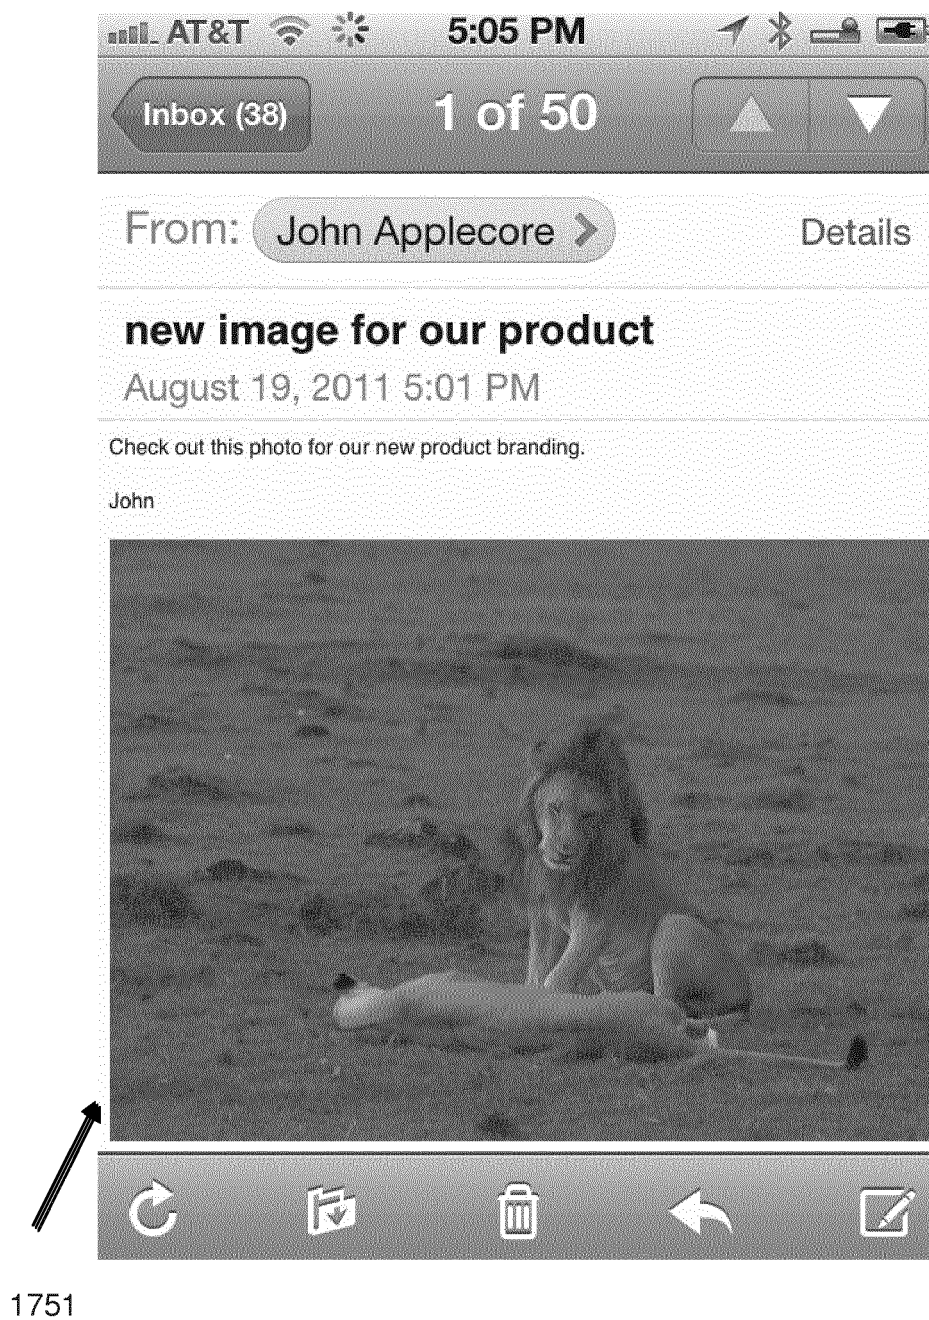 AT&T 5:05 PM
Inbox (38) 1 of 50
From: John Applecore Details
new image for our product
August 19, 2011 5:01 PM
Check out this photo for our new product branding.
John
1751